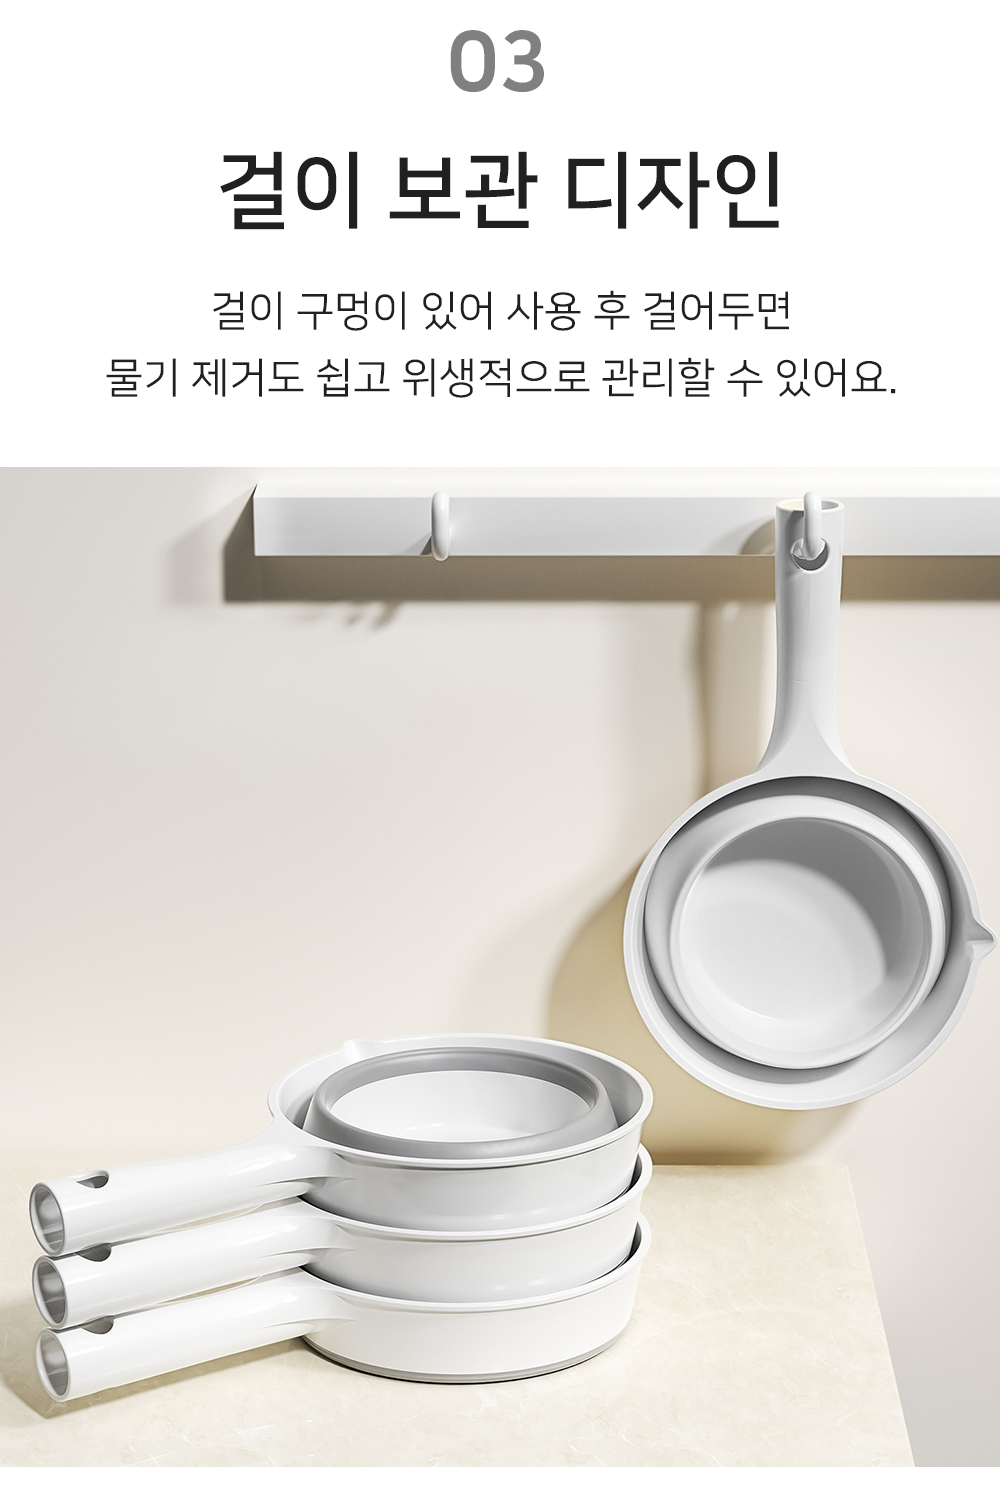 03
걸이 보관 디자인
걸이 구멍이 있어 사용 후 걸어두면
물기 제거도 쉽고 위생적으로 관리할 수 있어요.